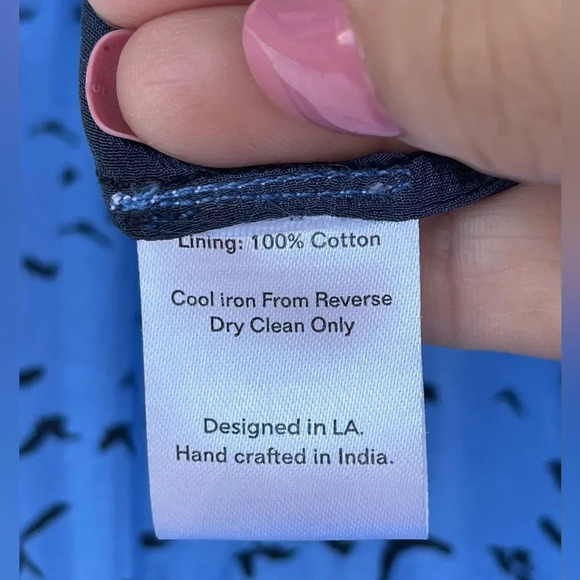 Lining: 100% Cotton
Cool iron From Reverse
Dry Clean Only
Designed in LA.
Hand crafted in India.